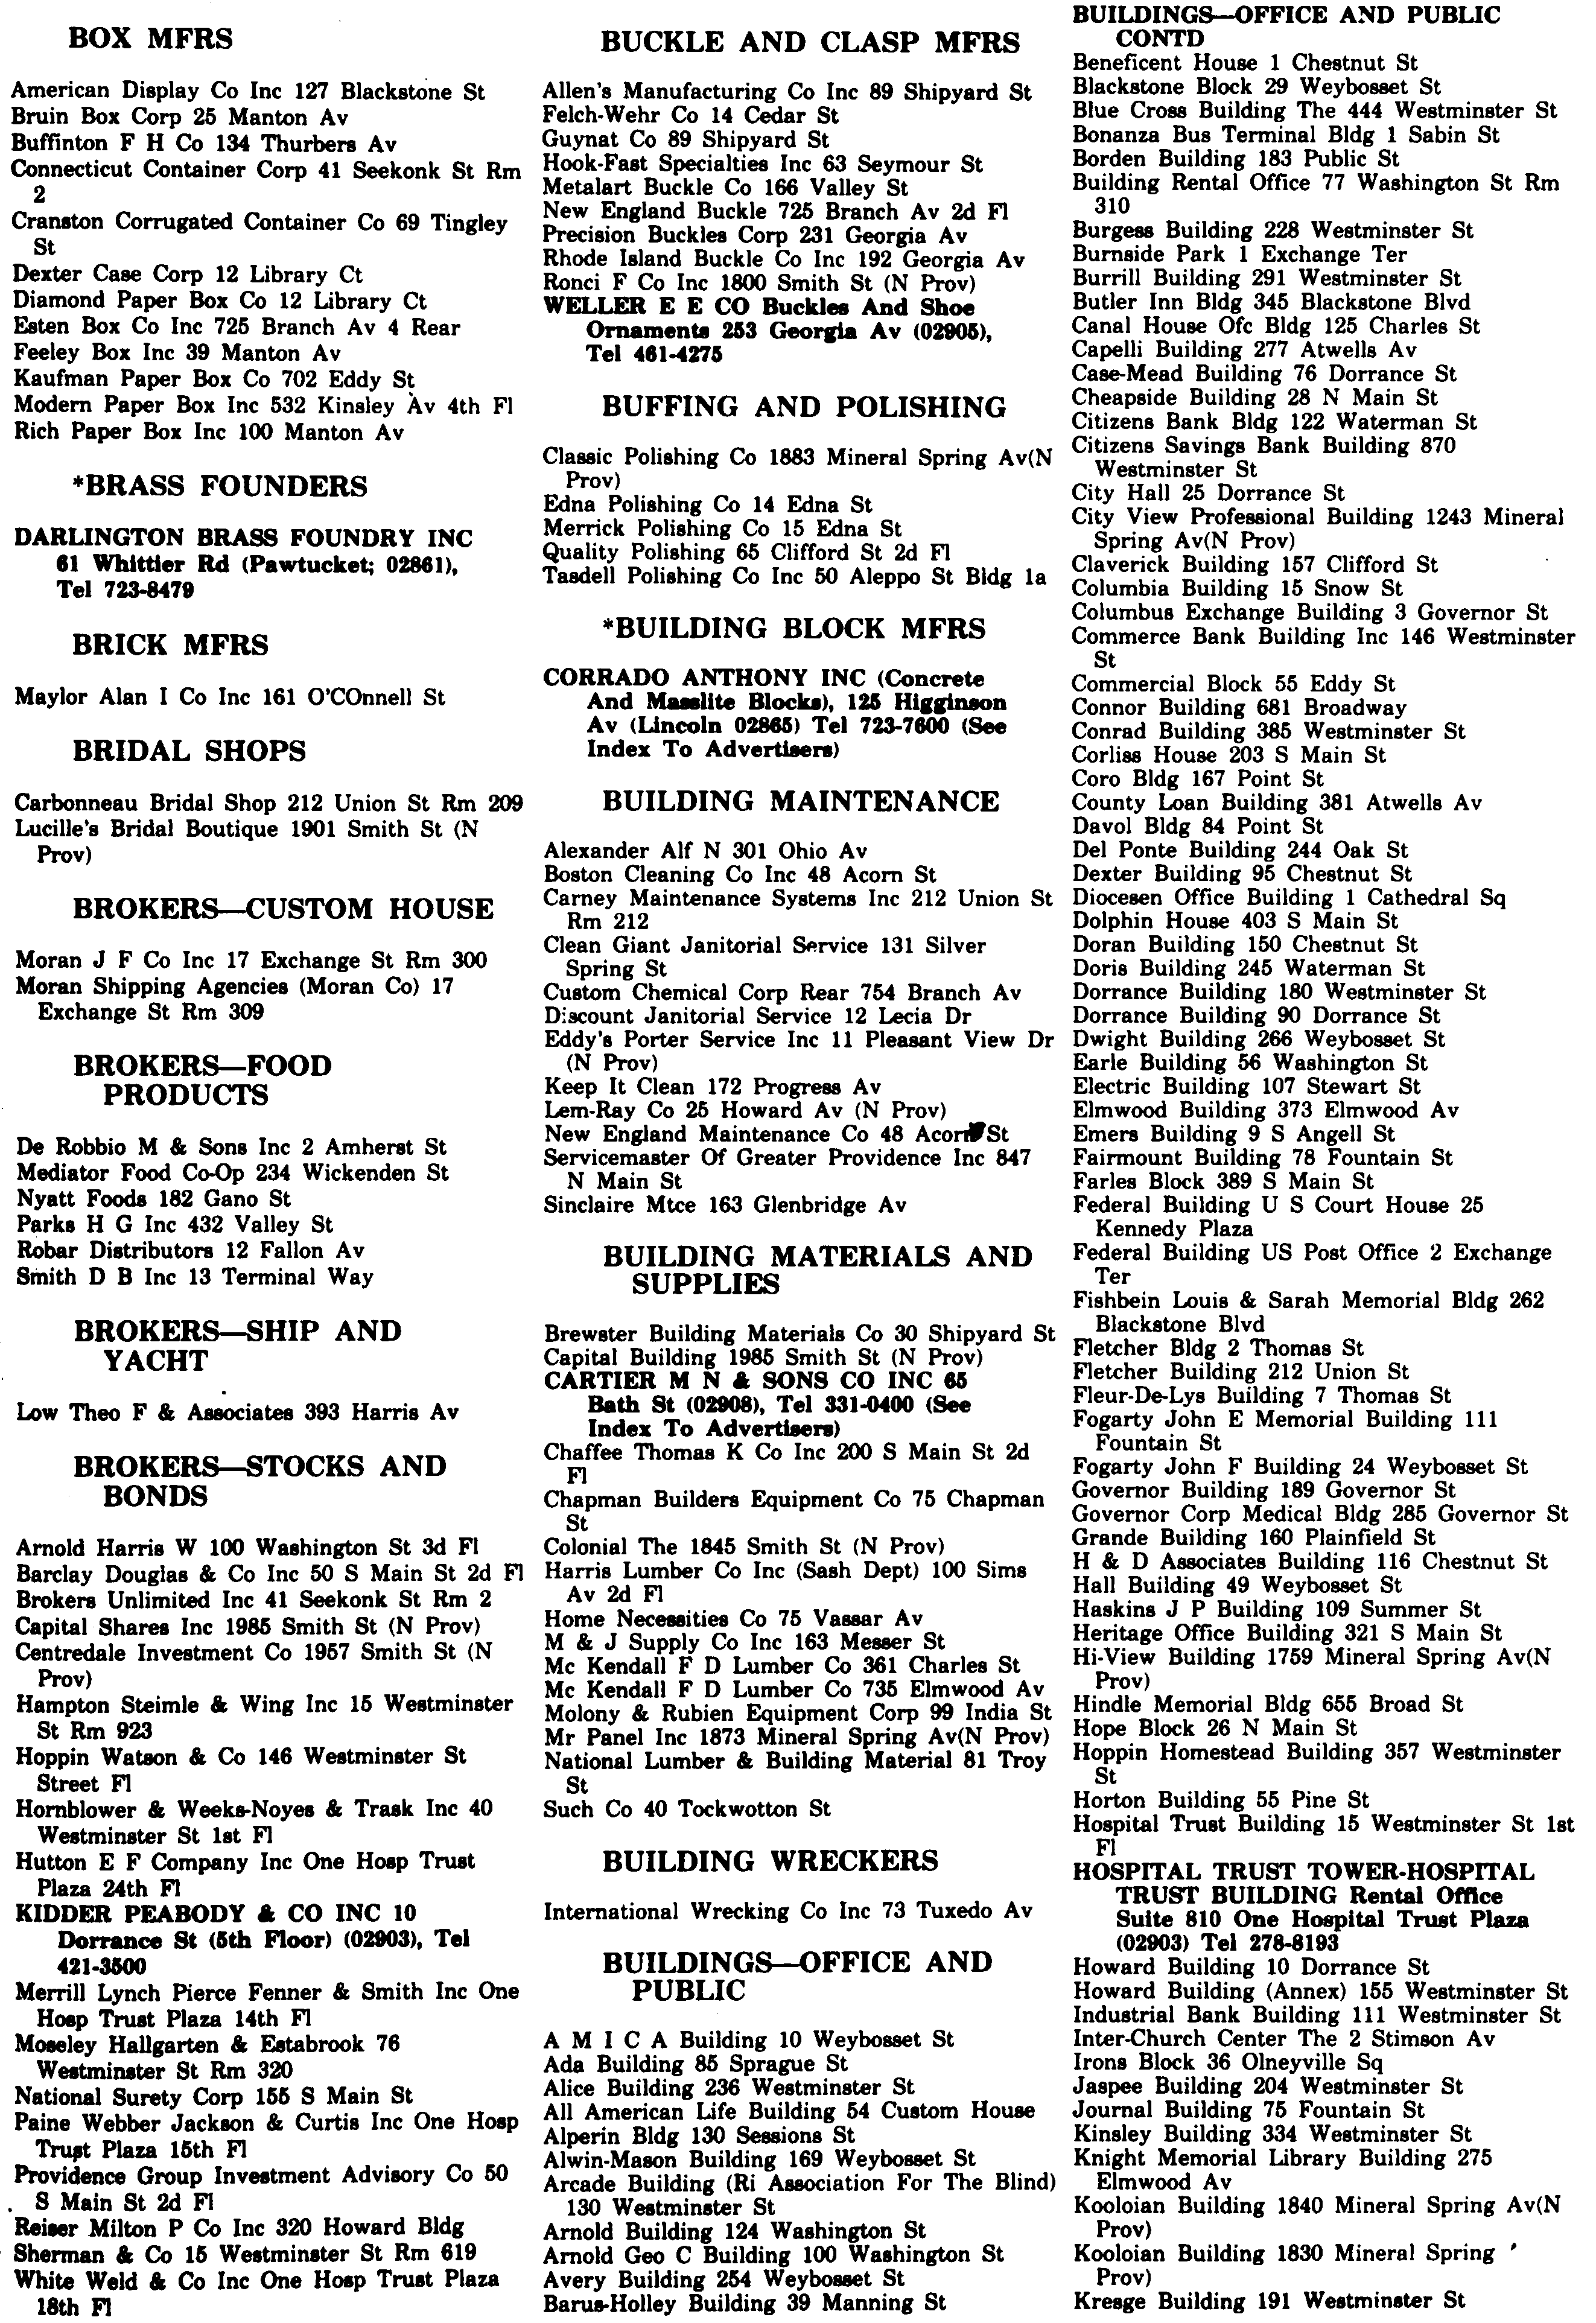 BOX MFRS
American Display Co Inc 127 Blackstone St
Bruin Box Corp 25 Manton Av
Buffinton F H Co 134 Thurbers Av
Connecticut Container Corp 41 Seekonk St Rm
2
Cranston Corrugated Container Co 69 Tingley
St
Dexter Case Corp 12 Library Ct
Diamond Paper Box Co 12 Library Ct
Esten Box Co Inc 725 Branch Av 4 Rear
Feeley Box Inc 39 Manton Av
Kaufman Paper Box Co 702 Eddy St
Modern Paper Box Inc 532 Kinsley Av 4th Fl
Rich Paper Box Inc 100 Manton Av
*BRASS FOUNDERS
DARLINGTON BRASS FOUNDRY INC
61 Whittier Rd (Pawtucket; 02861),
Tel 723-8479
BRICK MFRS
Maylor Alan I Co Inc 161 O'COnnell St
BRIDAL SHOPS
Carbonneau Bridal Shop 212 Union St Rm 209
Lucille's Bridal Boutique 1901 Smith St (N
Prov)
BROKERS—CUSTOM HOUSE
Moran J F Co Inc 17 Exchange St Rm 300
Moran Shipping Agencies (Moran Co) 17
Exchange St Rm 309
BROKERS—FOOD
PRODUCTS
De Robbio M & Sons Inc 2 Amherst St
Mediator Food Co-Op 234 Wickenden St
Nyatt Foods 182 Gano St
Parks H G Inc 432 Valley St
Robar Distributors 12 Fallon Av
Smith D B Inc 13 Terminal Way
BROKERS—SHIP AND
YACHT
Low Theo F & Associates 393 Harris Av
BROKERS—STOCKS AND
BONDS
Arnold Harris W 100 Washington St 3d Fl
Barclay Douglas & Co Inc 50 S Main St 2d Fl
Brokers Unlimited Inc 41 Seekonk St Rm 2
Capital Shares Inc 1985 Smith St (N Prov)
Centredale Investment Co 1957 Smith St (N
Prov)
Hampton Steimle & Wing Inc 15 Westminster
St Rm 923
Hoppin Watson & Co 146 Westminster St
Street Fl
Hornblower & Weeks-Noyes & Trask Inc 40
Westminster St 1st Fl
Hutton E F Company Inc One Hosp Trust
Plaza 24th Fl
KIDDER PEABODY & CO INC 10
Dorrance St (5th Floor) (02903), Tel
421-3500
Merrill Lynch Pierce Fenner & Smith Inc One
Hosp Trust Plaza 14th Fl
Moseley Hallgarten & Estabrook 76
Westminster St Rm 320
National Surety Corp 155 S Main St
Paine Webber Jackson & Curtis Inc One Hosp
Trust Plaza 15th Fl
Providence Group Investment Advisory Co 50
S Main St 2d Fl
Reiser Milton P Co Inc 320 Howard Bldg
Sherman & Co 15 Westminster St Rm 619
White Weld & Co Inc One Hosp Trust Plaza
18th Fl
BUCKLE AND CLASP MFRS
Allen's Manufacturing Co Inc 89 Shipyard St
Felch-Wehr Co 14 Cedar St
Guynat Co 89 Shipyard St
Hook-Fast Specialties Inc 63 Seymour St
Metalart Buckle Co 166 Valley St
New England Buckle 725 Branch Av 2d Fl
Precision Buckles Corp 231 Georgia Av
Rhode Island Buckle Co Inc 192 Georgia Av
Ronci F Co Inc 1800 Smith St (N Prov)
WELLER E E CO Buckles And Shoe
Ornaments 253 Georgia Av (02905),
Tel 461-4275
BUFFING AND POLISHING
Classic Polishing Co 1883 Mineral Spring Av(N
Prov)
Edna Polishing Co 14 Edna St
Merrick Polishing Co 15 Edna St
Quality Polishing 65 Clifford St 2d Fl
Tasdell Polishing Co Inc 50 Aleppo St Bldg 1a
*BUILDING BLOCK MFRS
CORRADO ANTHONY INC (Concrete
And Masslite Blocks), 125 Higginson
Av (Lincoln 02865) Tel 723-7600 (See
Index To Advertisers)
BUILDING MAINTENANCE
Alexander Alf N 301 Ohio Av
Boston Cleaning Co Inc 48 Acorn St
Carney Maintenance Systems Inc 212 Union St
Rm 212
Clean Giant Janitorial Service 131 Silver
Spring St
Custom Chemical Corp Rear 754 Branch Av
Discount Janitorial Service 12 Lecia Dr
Eddy's Porter Service Inc 11 Pleasant View Dr
(N Prov)
Keep It Clean 172 Progress Av
Lem-Ray Co 25 Howard Av (N Prov)
New England Maintenance Co 48 Acorn St
Servicemaster Of Greater Providence Inc 847
N Main St
Sinclaire Mtce 163 Glenbridge Av
BUILDING MATERIALS AND
SUPPLIES
Brewster Building Materials Co 30 Shipyard St
Capital Building 1985 Smith St (N Prov)
CARTIER M N & SONS CO INC 65
Bath St (02908), Tel 331-0400 (See
Index To Advertisers)
Chaffee Thomas K Co Inc 200 S Main St 2d
Fl
Chapman Builders Equipment Co 75 Chapman
St
Colonial The 1845 Smith St (N Prov)
Harris Lumber Co Inc (Sash Dept) 100 Sims
Av 2d Fl
Home Necessities Co 75 Vassar Av
M & J Supply Co Inc 163 Messer St
Mc Kendall F D Lumber Co 361 Charles St
Mc Kendall F D Lumber Co 735 Elmwood Av
Molony & Rubien Equipment Corp 99 India St
Mr Panel Inc 1873 Mineral Spring Av(N Prov)
National Lumber & Building Material 81 Troy
St
Such Co 40 Tockwotton St
BUILDING WRECKERS
International Wrecking Co Inc 73 Tuxedo Av
BUILDINGS—OFFICE AND
PUBLIC
A M I C A Building 10 Weybosset St
Ada Building 85 Sprague St
Alice Building 236 Westminster St
All American Life Building 54 Custom House
Alperin Bldg 130 Sessions St
Alwin-Mason Building 169 Weybosset St
Arcade Building (Ri Association For The Blind)
130 Westminster St
Arnold Building 124 Washington St
Arnold Geo C Building 100 Washington St
Avery Building 254 Weybosset St
Barus-Holley Building 39 Manning St
BUILDINGS—OFFICE AND PUBLIC
CONTD
Beneficent House 1 Chestnut St
Blackstone Block 29 Weybosset St
Blue Cross Building The 444 Westminster St
Bonanza Bus Terminal Bldg 1 Sabin St
Borden Building 183 Public St
Building Rental Office 77 Washington St Rm
310
Burgess Building 228 Westminster St
Burnside Park 1 Exchange Ter
Burrill Building 291 Westminster St
Butler Inn Bldg 345 Blackstone Blvd
Canal House Ofc Bldg 125 Charles St
Capelli Building 277 Atwells Av
Case-Mead Building 76 Dorrance St
Cheapside Building 28 N Main St
Citizens Bank Bldg 122 Waterman St
Citizens Savings Bank Building 870
Westminster St
City Hall 25 Dorrance St
City View Professional Building 1243 Mineral
Spring Av(N Prov)
Claverick Building 157 Clifford St
Columbia Building 15 Snow St
Columbus Exchange Building 3 Governor St
Commerce Bank Building Inc 146 Westminster
St
Commercial Block 55 Eddy St
Connor Building 681 Broadway
Conrad Building 385 Westminster St
Corliss House 203 S Main St
Coro Bldg 167 Point St
County Loan Building 381 Atwells Av
Davol Bldg 84 Point St
Del Ponte Building 244 Oak St
Dexter Building 95 Chestnut St
Diocesen Office Building 1 Cathedral Sq
Dolphin House 403 S Main St
Doran Building 150 Chestnut St
Doris Building 245 Waterman St
Dorrance Building 180 Westminster St
Dorrance Building 90 Dorrance St
Dwight Building 266 Weybosset St
Earle Building 56 Washington St
Electric Building 107 Stewart St
Elmwood Building 373 Elmwood Av
Emers Building 9 S Angell St
Fairmount Building 78 Fountain St
Farles Block 389 S Main St
Federal Building U S Court House 25
Kennedy Plaza
Federal Building US Post Office 2 Exchange
Ter
Fishbein Louis & Sarah Memorial Bldg 262
Blackstone Blvd
Fletcher Bldg 2 Thomas St
Fletcher Building 212 Union St
Fleur-De-Lys Building 7 Thomas St
Fogarty John E Memorial Building 111
Fountain St
Fogarty John F Building 24 Weybosset St
Governor Building 189 Governor St
Governor Corp Medical Bldg 285 Governor St
Grande Building 160 Plainfield St
H & D Associates Building 116 Chestnut St
Hall Building 49 Weybosset St
Haskins J P Building 109 Summer St
Heritage Office Building 321 S Main St
Hi-View Building 1759 Mineral Spring Av(N
Prov)
Hindle Memorial Bldg 655 Broad St
Hope Block 26 N Main St
Hoppin Homestead Building 357 Westminster
St
Horton Building 55 Pine St
Hospital Trust Building 15 Westminster St 1st
Fl
HOSPITAL TRUST TOWER-HOSPITAL
TRUST BUILDING Rental Office
Suite 810 One Hospital Trust Plaza
(02903) Tel 278-8193
Howard Building 10 Dorrance St
Howard Building (Annex) 155 Westminster St
Industrial Bank Building 111 Westminster St
Inter-Church Center The 2 Stimson Av
Irons Block 36 Olneyville Sq
Jaspee Building 204 Westminster St
Journal Building 75 Fountain St
Kinsley Building 334 Westminster St
Knight Memorial Library Building 275
Elmwood Av
Kooloian Building 1840 Mineral Spring Av(N
Prov)
Kooloian Building 1830 Mineral Spring
Prov)
Kresge Building 191 Westminster St